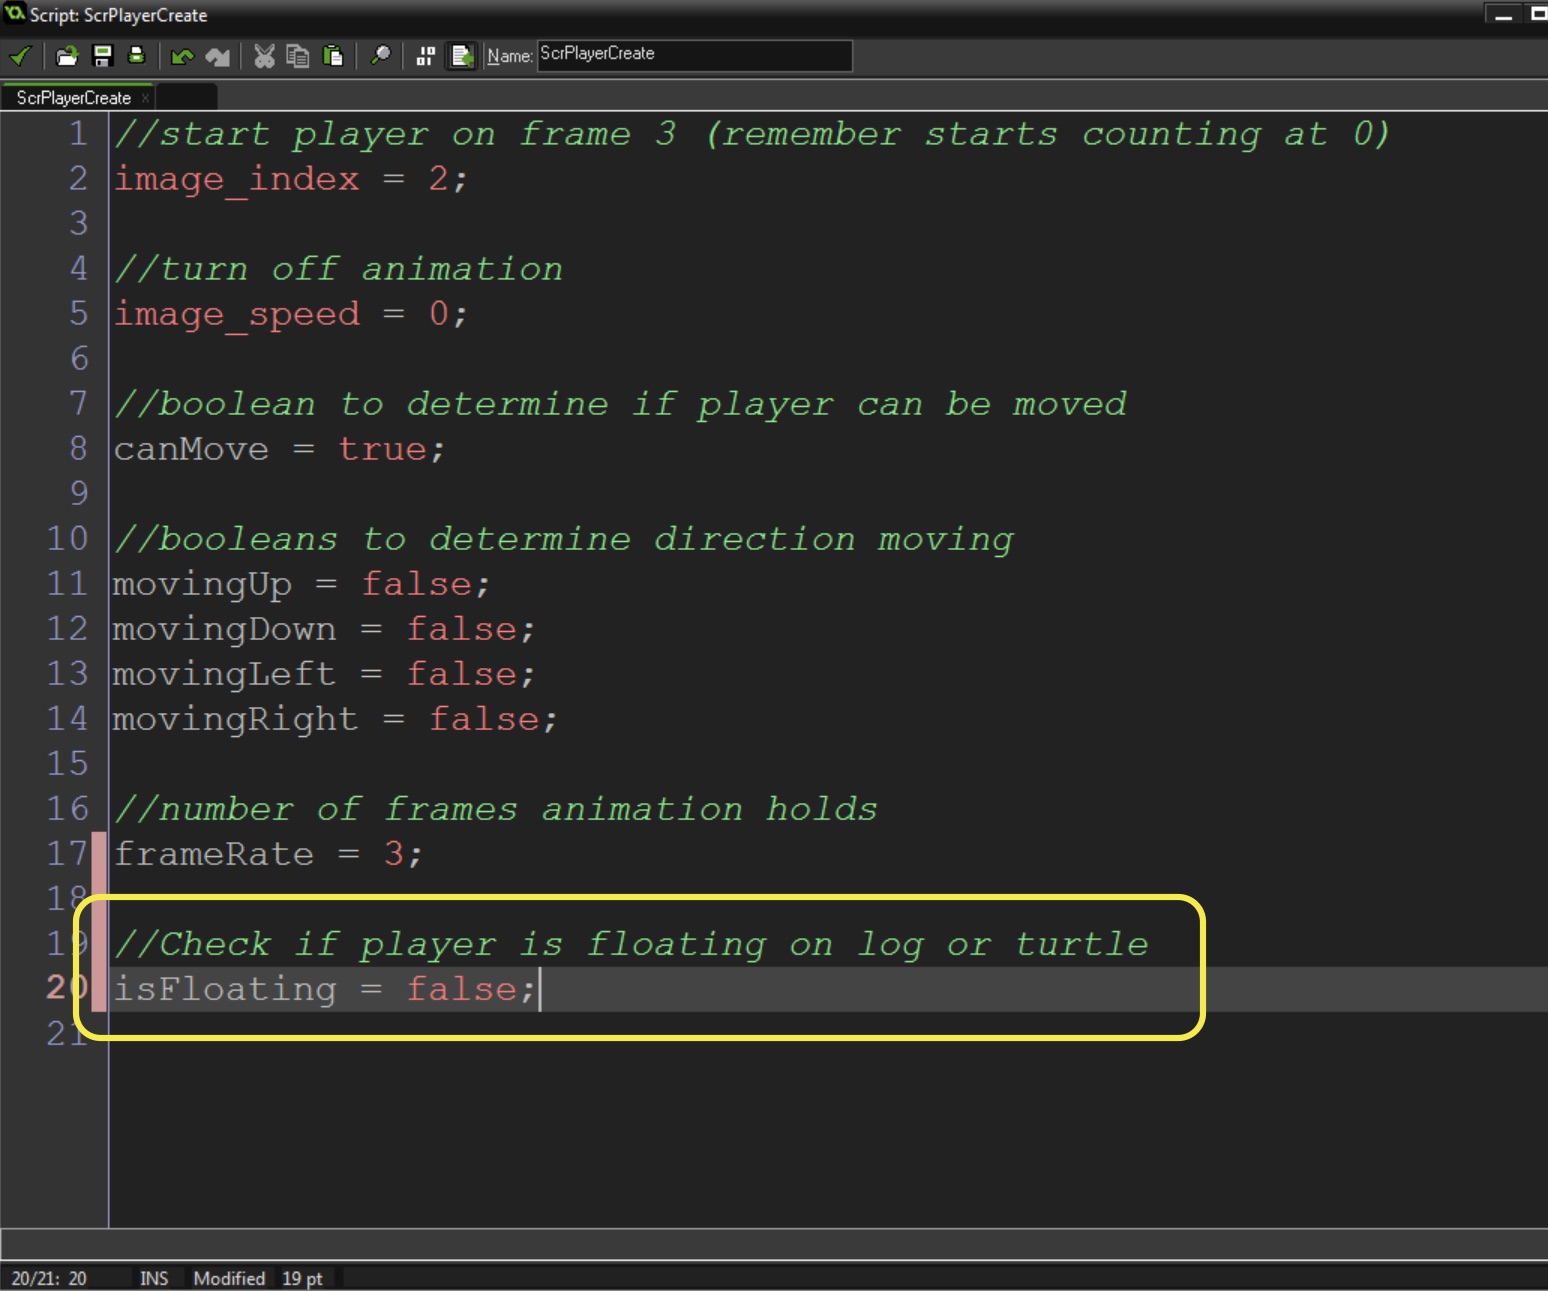 Script: ScrPlayerCreate
Name: ScrPlayerCreate
ScrPlayerCreate x
1 //start player on frame 3 (remember starts counting at 0)
2 image_index = 2;
3
4 //turn off animation
5 image_speed = 0;
6
7 //boolean to determine if player can be moved
8 canMove = true;
9
10 //booleans to determine direction moving
11 movingUp = false;
12 movingDown = false;
13 movingLeft = false;
14 movingRight = false;
15
16 //number of frames animation holds
17 frameRate = 3;
18
19 //Check if player is floating on log or turtle
20 isFloating = false;
21
20/21: 20 INS Modified 19 pt